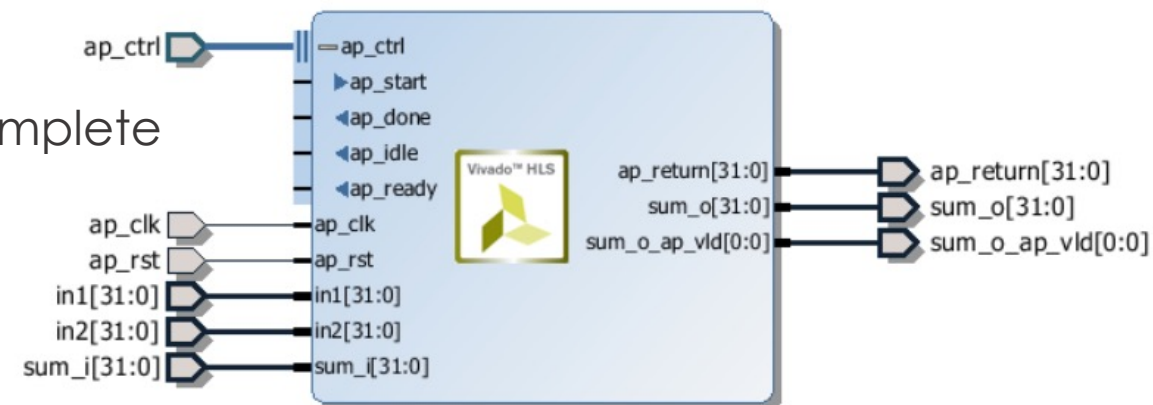 ap_ctrl
mplete
ap_clk
ap_rst
in1[31:0]
in2[31:0]
sum_i[31:0]
ap_ctrl
ap_start
ap_done
ap_idle
ap_ready
ap_clk
ap_rst
in1[31:0]
in2[31:0]
sum_i[31:0]
Vivado™ HLS
ap_return[31:0]
sum_o[31:0]
sum_o_ap_vld[0:0]
ap_return[31:0]
sum_o[31:0]
sum_o_ap_vld[0:0]